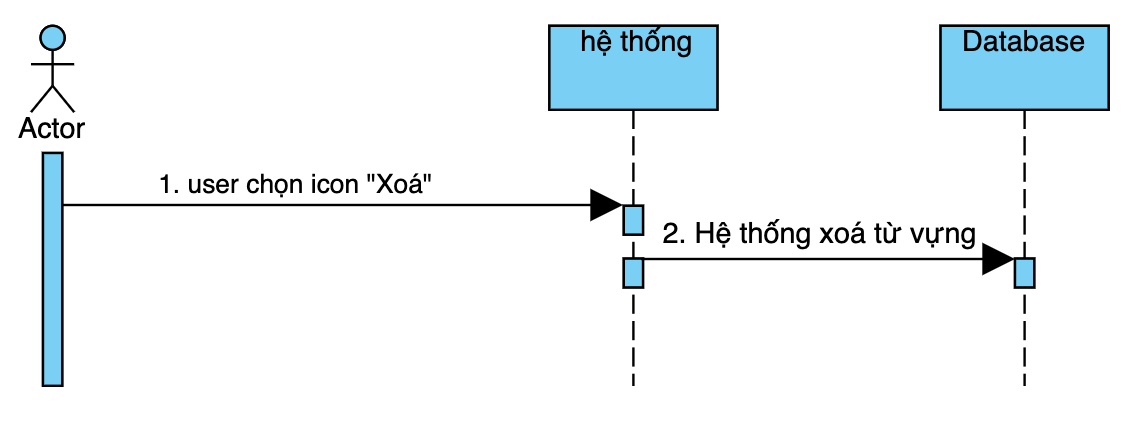 hệ thống
Database
Actor
1. user chọn icon "Xoá"
2. Hệ thống xoá từ vựng